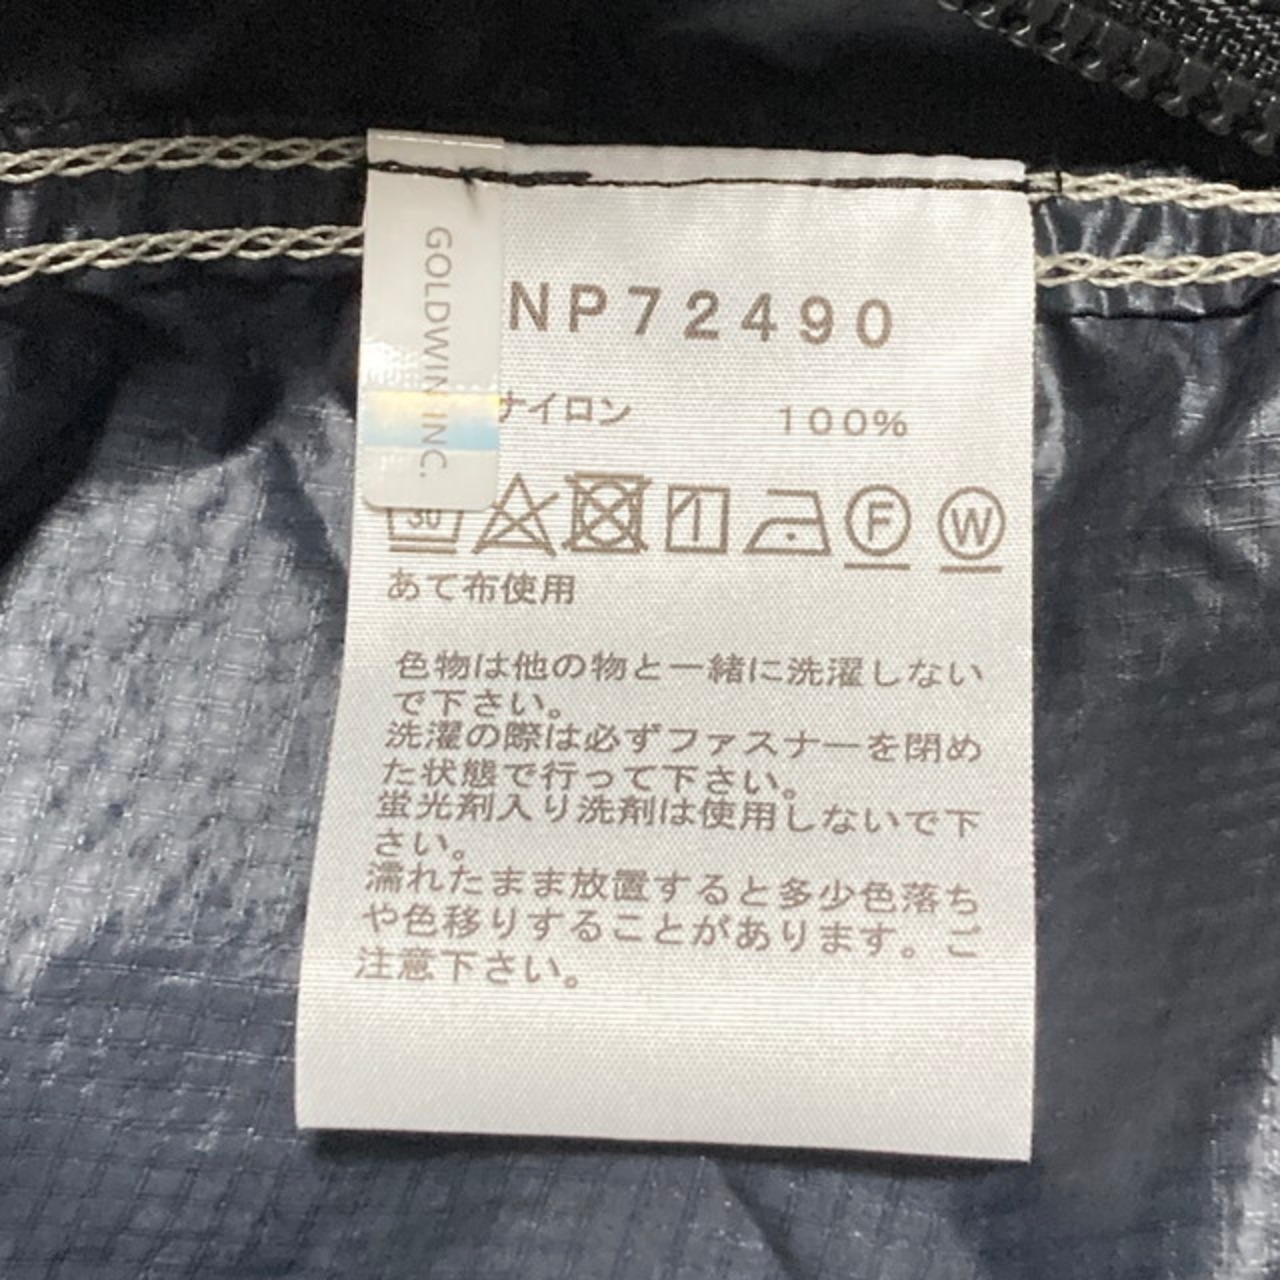 GOLDWIN INC.
NP72490
ナイロン 100%
30
F W
あて布使用
色物は他の物と一緒に洗濯しない
で下さい。
洗濯の際は必ずファスナーを閉め
た状態で行って下さい。
蛍光剤入り洗剤は使用しないで下
さい。
濡れたまま放置すると多少色落ち
や色移りすることがあります。ご
注意下さい。